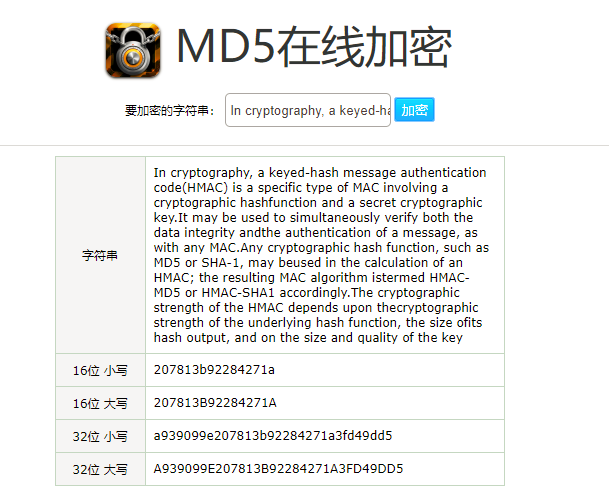 MD5在线加密
要加密的字符串： In cryptography, a keyed-ha 加密
字符串
In cryptography, a keyed-hash message authentication
code(HMAC) is a specific type of MAC involving a
cryptographic hashfunction and a secret cryptographic
key.It may be used to simultaneously verify both the
data integrity andthe authentication of a message, as
with any MAC.Any cryptographic hash function, such as
MD5 or SHA-1, may beused in the calculation of an
HMAC; the resulting MAC algorithm istermed HMAC-
MD5 or HMAC-SHA1 accordingly.The cryptographic
strength of the HMAC depends upon thecryptographic
strength of the underlying hash function, the size ofits
hash output, and on the size and quality of the key
16位 小写 207813b92284271a
16位 大写 207813B92284271A
32位 小写 a939099e207813b92284271a3fd49dd5
32位 大写 A939099E207813B92284271A3FD49DD5